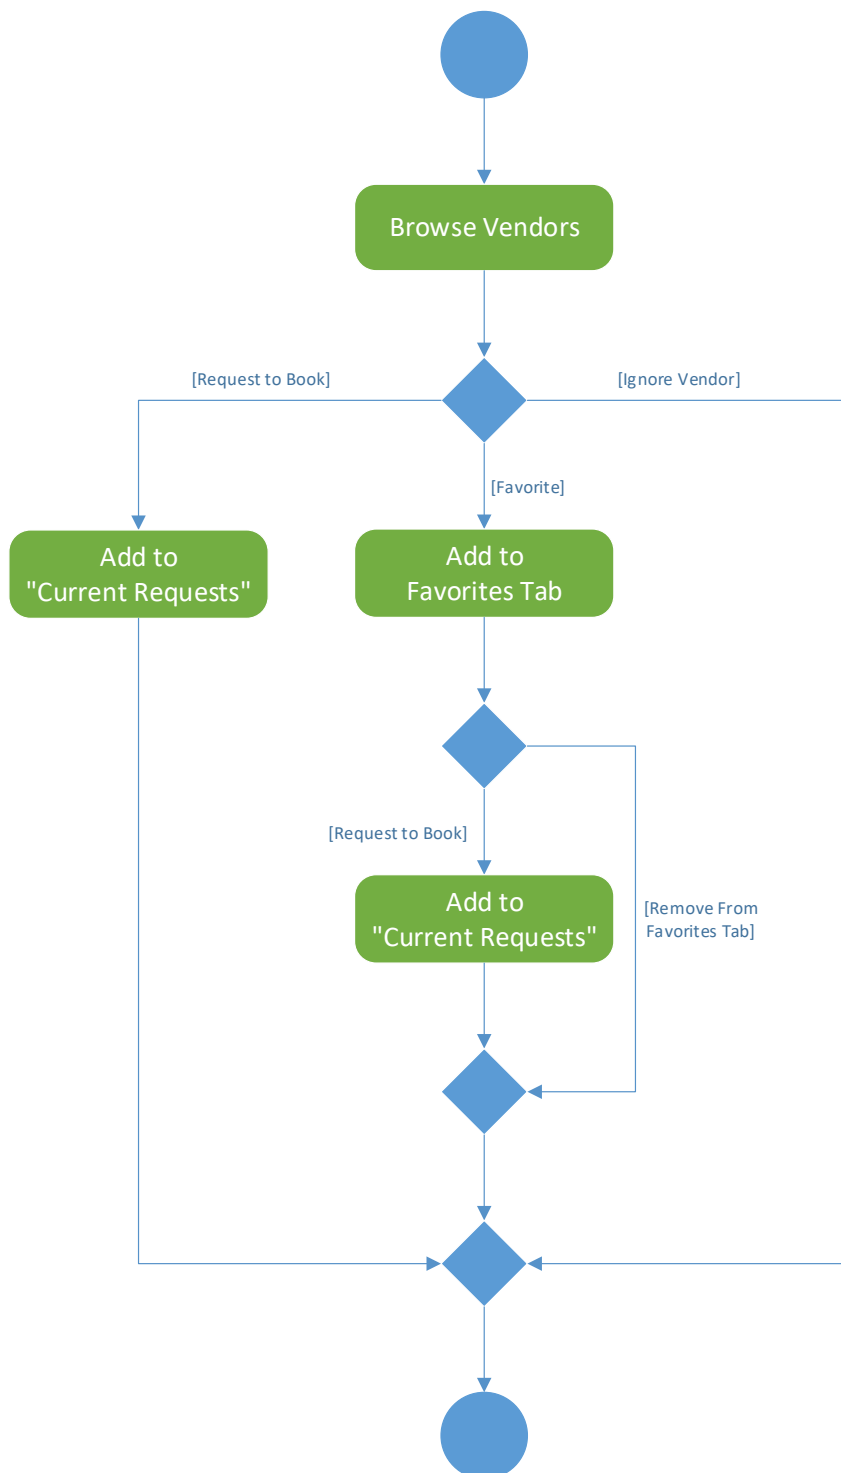 Browse Vendors
[Request to Book]
[Ignore Vendor]
[Favorite]
Add to
"Current Requests"
Add to
Favorites Tab
[Request to Book]
Add to
"Current Requests"
[Remove From
Favorites Tab]